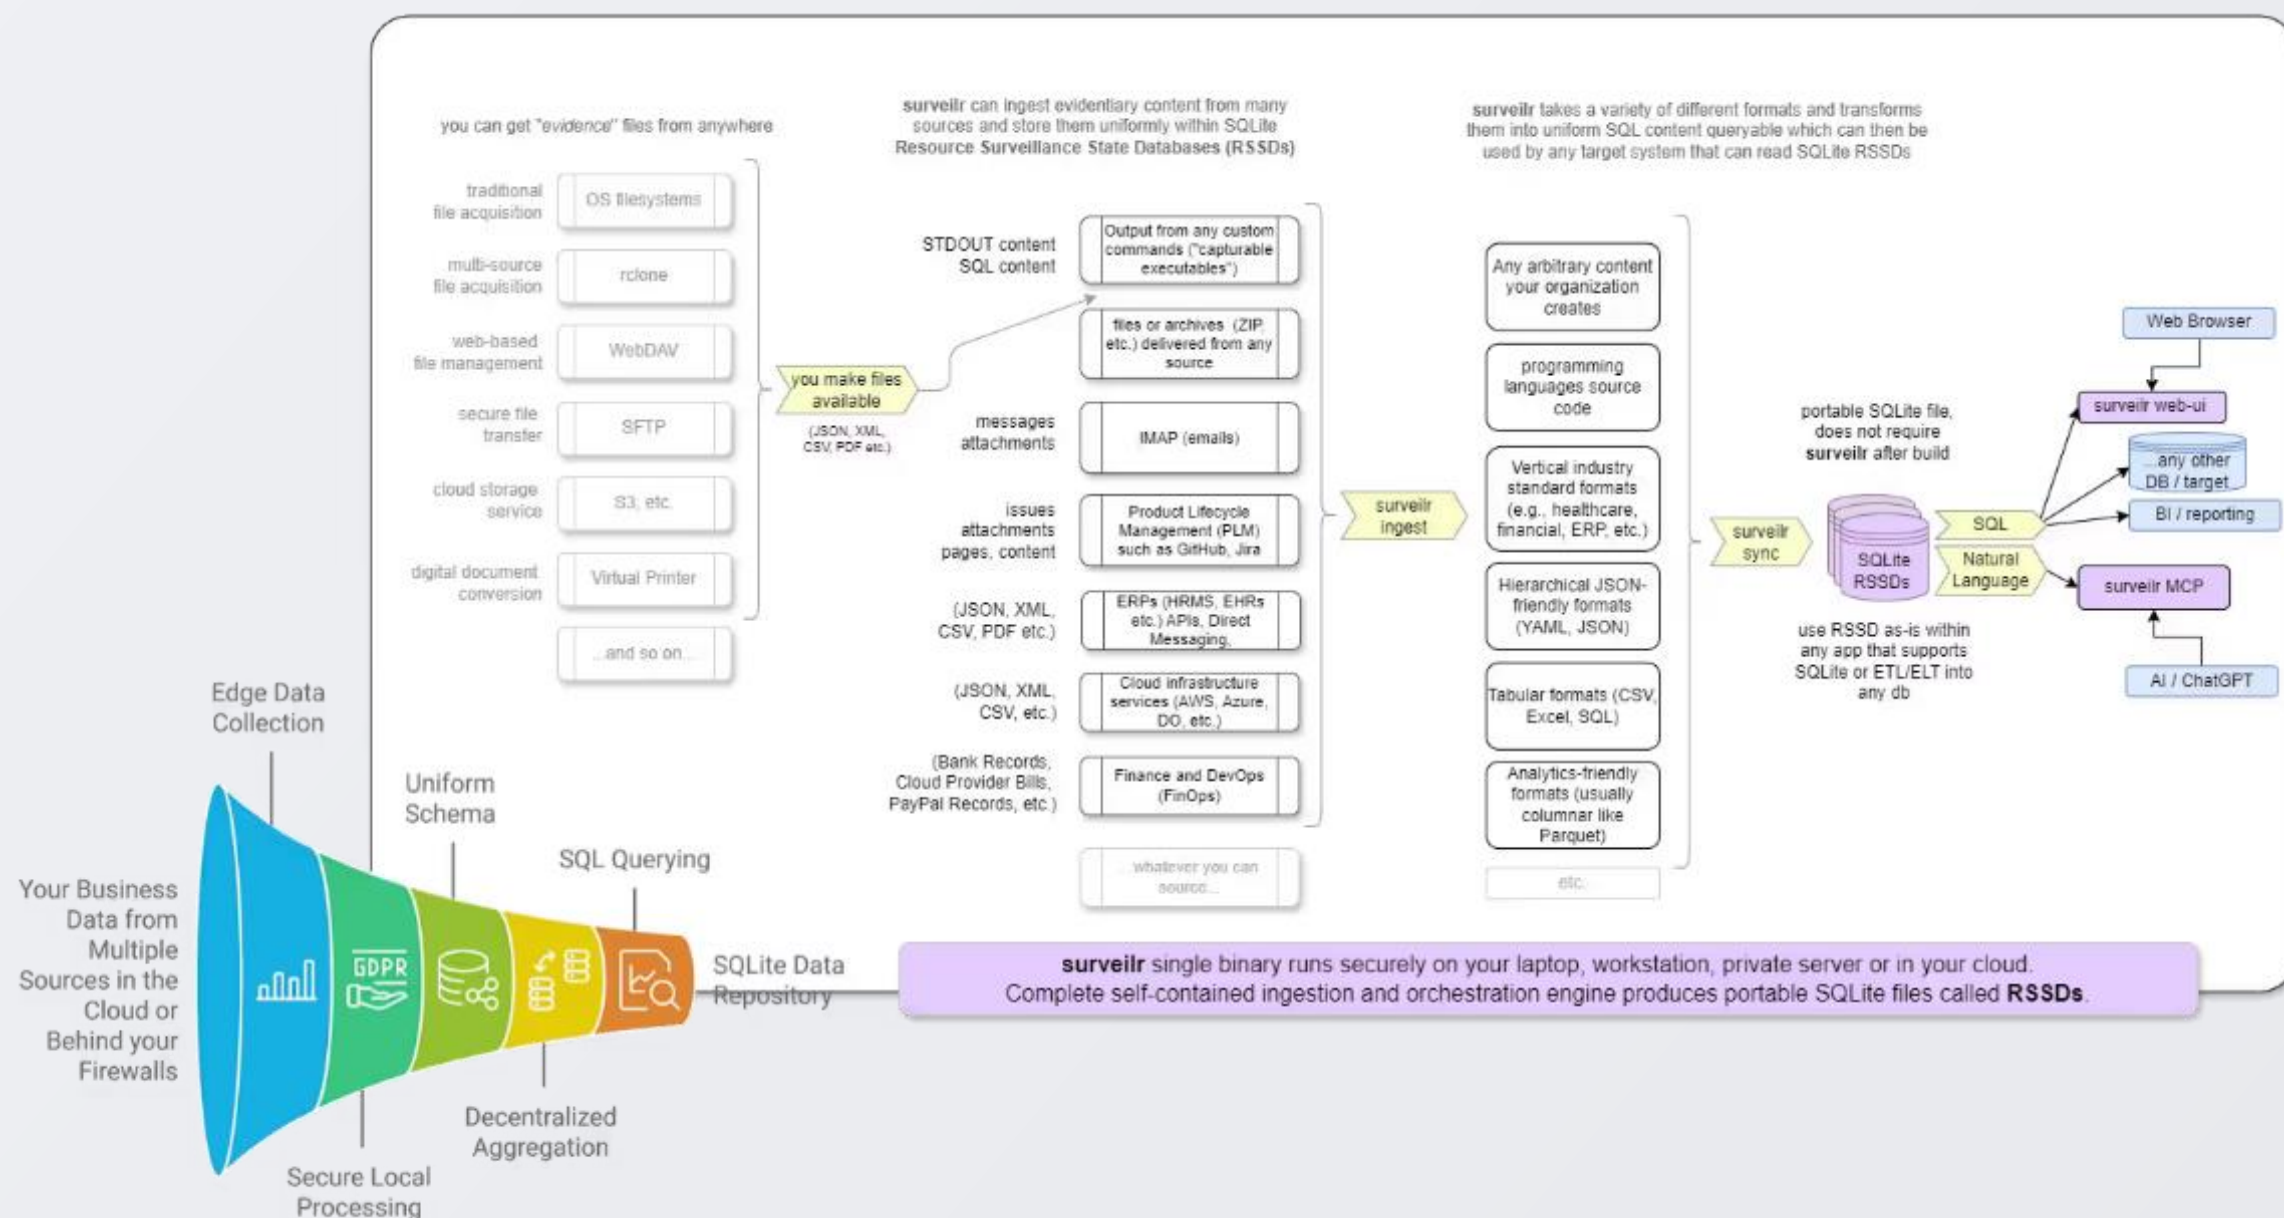 you can get "evidence" files from anywhere
traditional
file acquisition
OS filesystems
multi-source
file acquisition
rclone
web-based
file management
WebDAV
secure file
transfer
SFTP
cloud storage
service
S3, etc.
digital document
conversion
Virtual Printer
...and so on...
you make files
available
(JSON, XML,
CSV, PDF etc.)
surveilr can ingest evidentiary content from many
sources and store them uniformly within SQLite
Resource Surveillance State Databases (RSSDs)
STDOUT content
SQL content
Output from any custom
commands ("capturable
executables")
files or archives (ZIP,
etc.) delivered from any
source
messages
attachments
IMAP (emails)
issues
attachments
pages, content
Product Lifecycle
Management (PLM)
such as GitHub, Jira
(JSON, XML,
CSV, PDF etc.)
ERPs (HRMS, EHRs
etc.) APIs, Direct
Messaging,
(JSON, XML,
CSV, etc.)
Cloud infrastructure
services (AWS, Azure,
DO, etc.)
(Bank Records,
Cloud Provider Bills,
PayPal Records, etc.)
Finance and DevOps
(FinOps)
...whatever you can
source...
surveilr
ingest
surveilr takes a variety of different formats and transforms
them into uniform SQL content queryable which can then be
used by any target system that can read SQLite RSSDs
Any arbitrary content
your organization
creates
programming
languages source
code
Vertical industry
standard formats
(e.g., healthcare,
financial, ERP, etc.)
Hierarchical JSON-
friendly formats
(YAML, JSON)
Tabular formats (CSV,
Excel, SQL)
Analytics-friendly
formats (usually
columnar like
Parquet)
etc.
surveilr
sync
portable SQLite file,
does not require
surveilr after build
SQLite
RSSDs
use RSSD as-is within
any app that supports
SQLite or ETL/ELT into
any db
SQL
Natural
Language
Web Browser
surveilr web-ui
...any other
DB / target
BI / reporting
surveilr MCP
AI / ChatGPT
Edge Data
Collection
Uniform
Schema
SQL Querying
Your Business
Data from
Multiple
Sources in the
Cloud or
Behind your
Firewalls
GDPR
SQLite Data
Repository
Decentralized
Aggregation
Secure Local
Processing
surveilr single binary runs securely on your laptop, workstation, private server or in your cloud.
Complete self-contained ingestion and orchestration engine produces portable SQLite files called RSSDs.